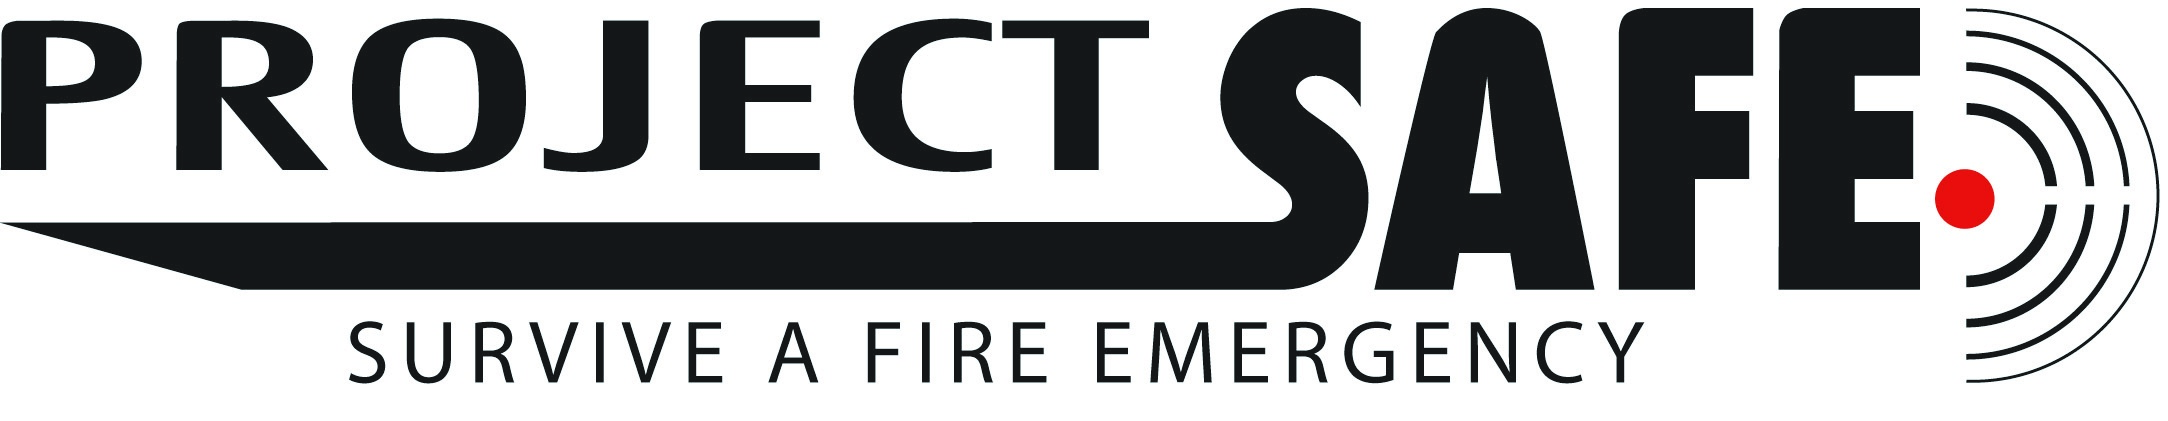 PROJECT SAFE
SURVIVE A FIRE EMERGENCY